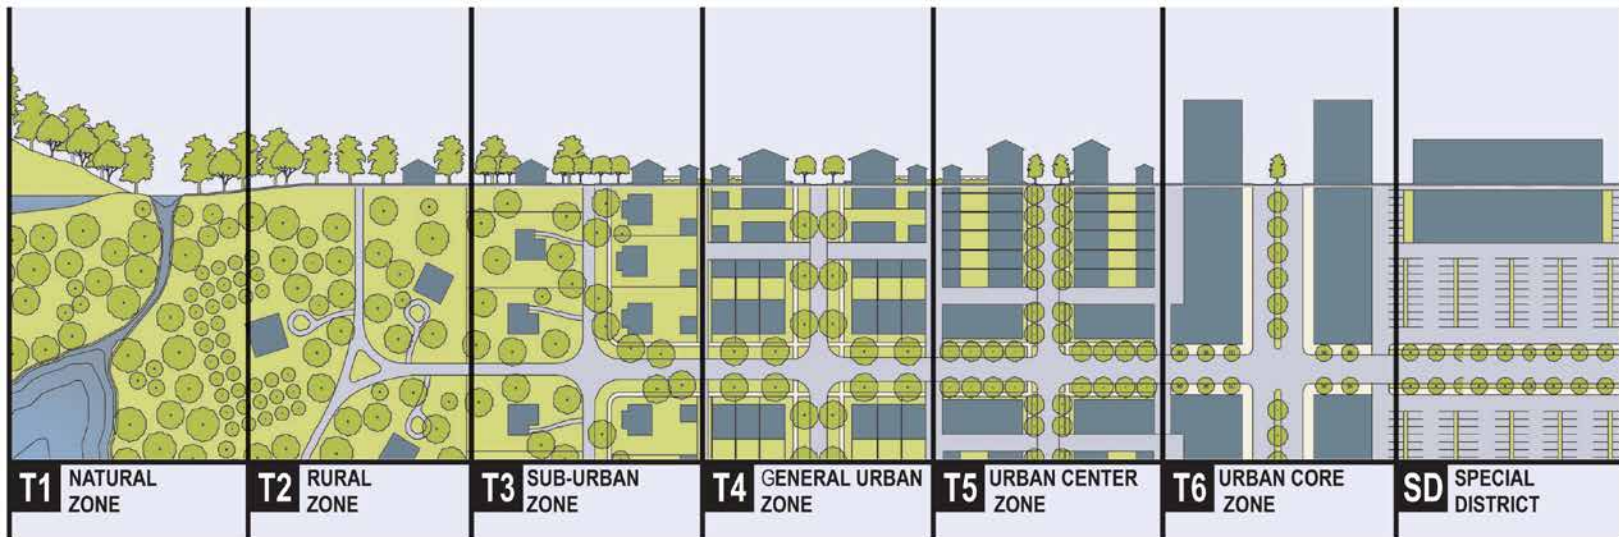 T1 NATURAL
ZONE
T2 RURAL
ZONE
T3 SUB-URBAN
ZONE
T4 GENERAL URBAN
ZONE
T5 URBAN CENTER
ZONE
T6 URBAN CORE
ZONE
SD SPECIAL
DISTRICT